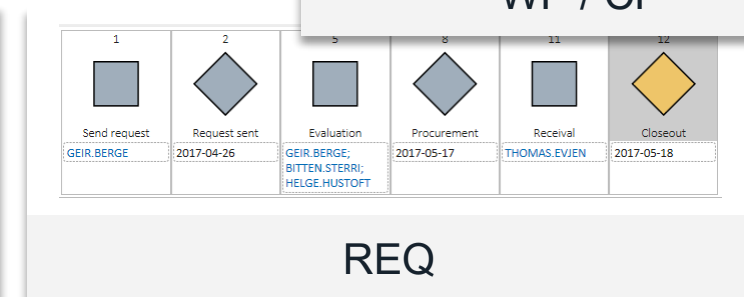 1 2 5 8 11 12
Send request Request sent Evaluation Procurement Receival Closeout
GEIR.BERGE 2017-04-26 GEIR.BERGE; 2017-05-17 THOMAS.EVJEN 2017-05-18
BITTEN.STERRI;
HELGE.HUSTOFT
REQ